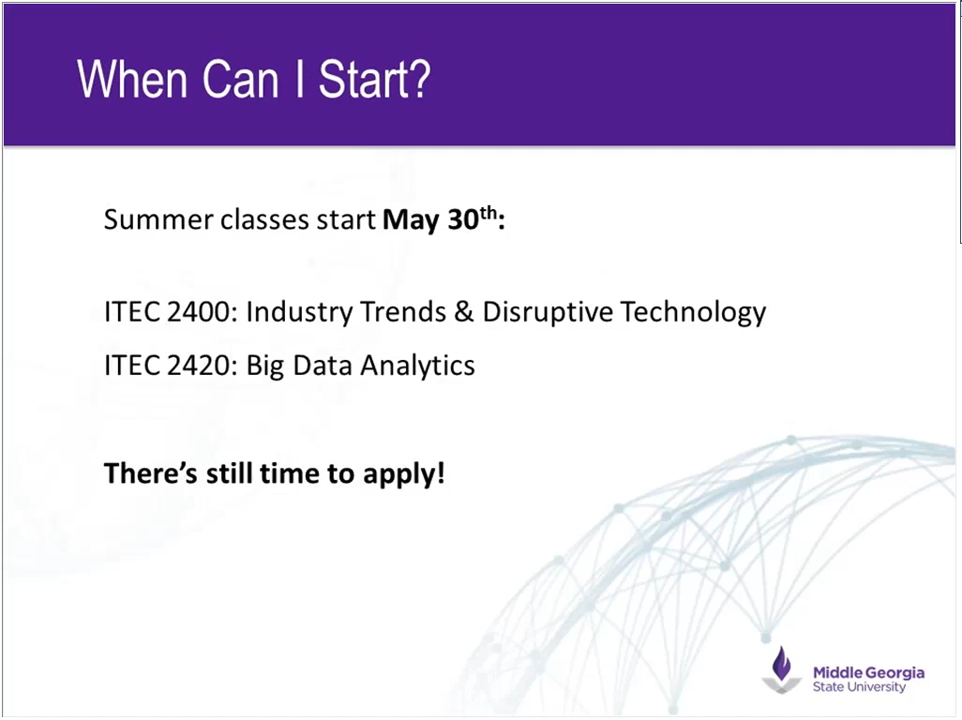 When Can I Start?
Summer classes start May 30th:
ITEC 2400: Industry Trends & Disruptive Technology
ITEC 2420: Big Data Analytics
There’s still time to apply!
Middle Georgia
State University